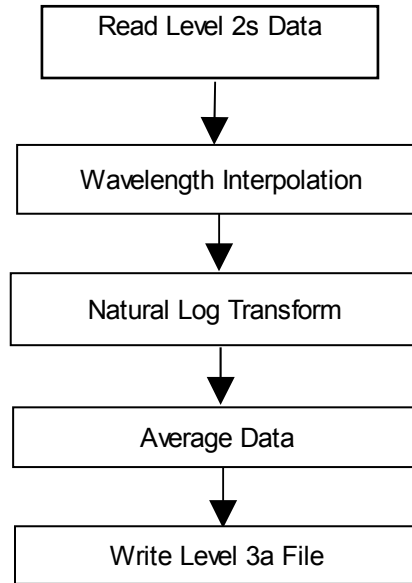 Read Level 2s Data
Wavelength Interpolation
Natural Log Transform
Average Data
Write Level 3a File